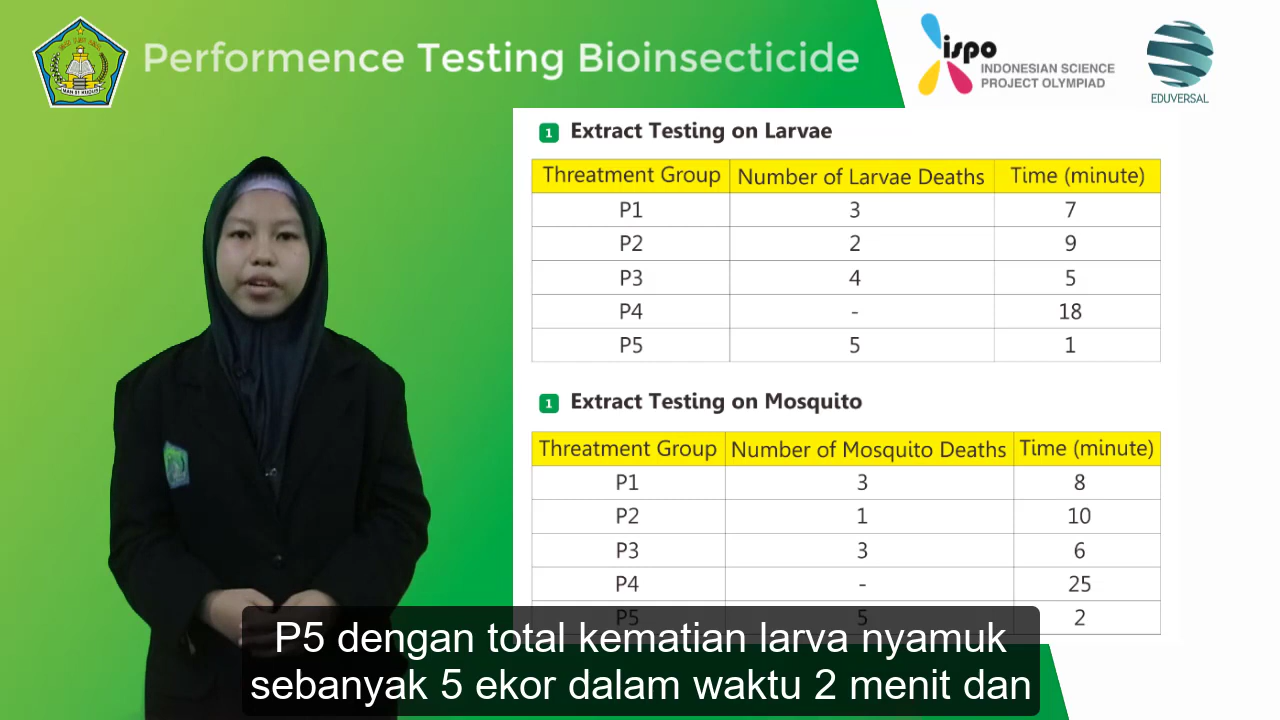 Performence Testing Bioinsecticide
ispo
INDONESIAN SCIENCE
PROJECT OLYMPIAD
EDUVERSAL
1 Extract Testing on Larvae
Threatment Group Number of Larvae Deaths Time (minute)
P1 3 7
P2 2 9
P3 4 5
P4 - 18
P5 5 1
1 Extract Testing on Mosquito
Threatment Group Number of Mosquito Deaths Time (minute)
P1 3 8
P2 1 10
P3 3 6
P4 - 25
P5 5 2
P5 dengan total kematian larva nyamuk
sebanyak 5 ekor dalam waktu 2 menit dan